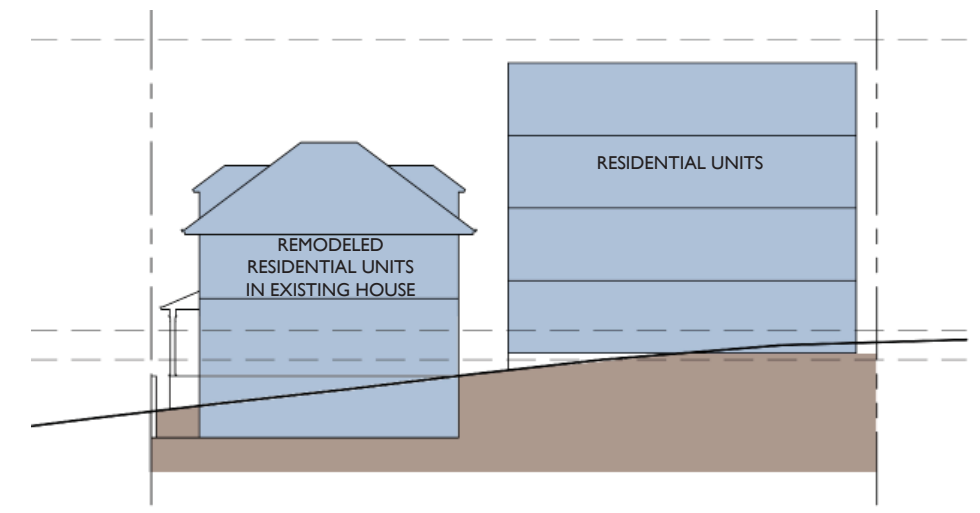 RESIDENTIAL UNITS
REMODELED
RESIDENTIAL UNITS
IN EXISTING HOUSE